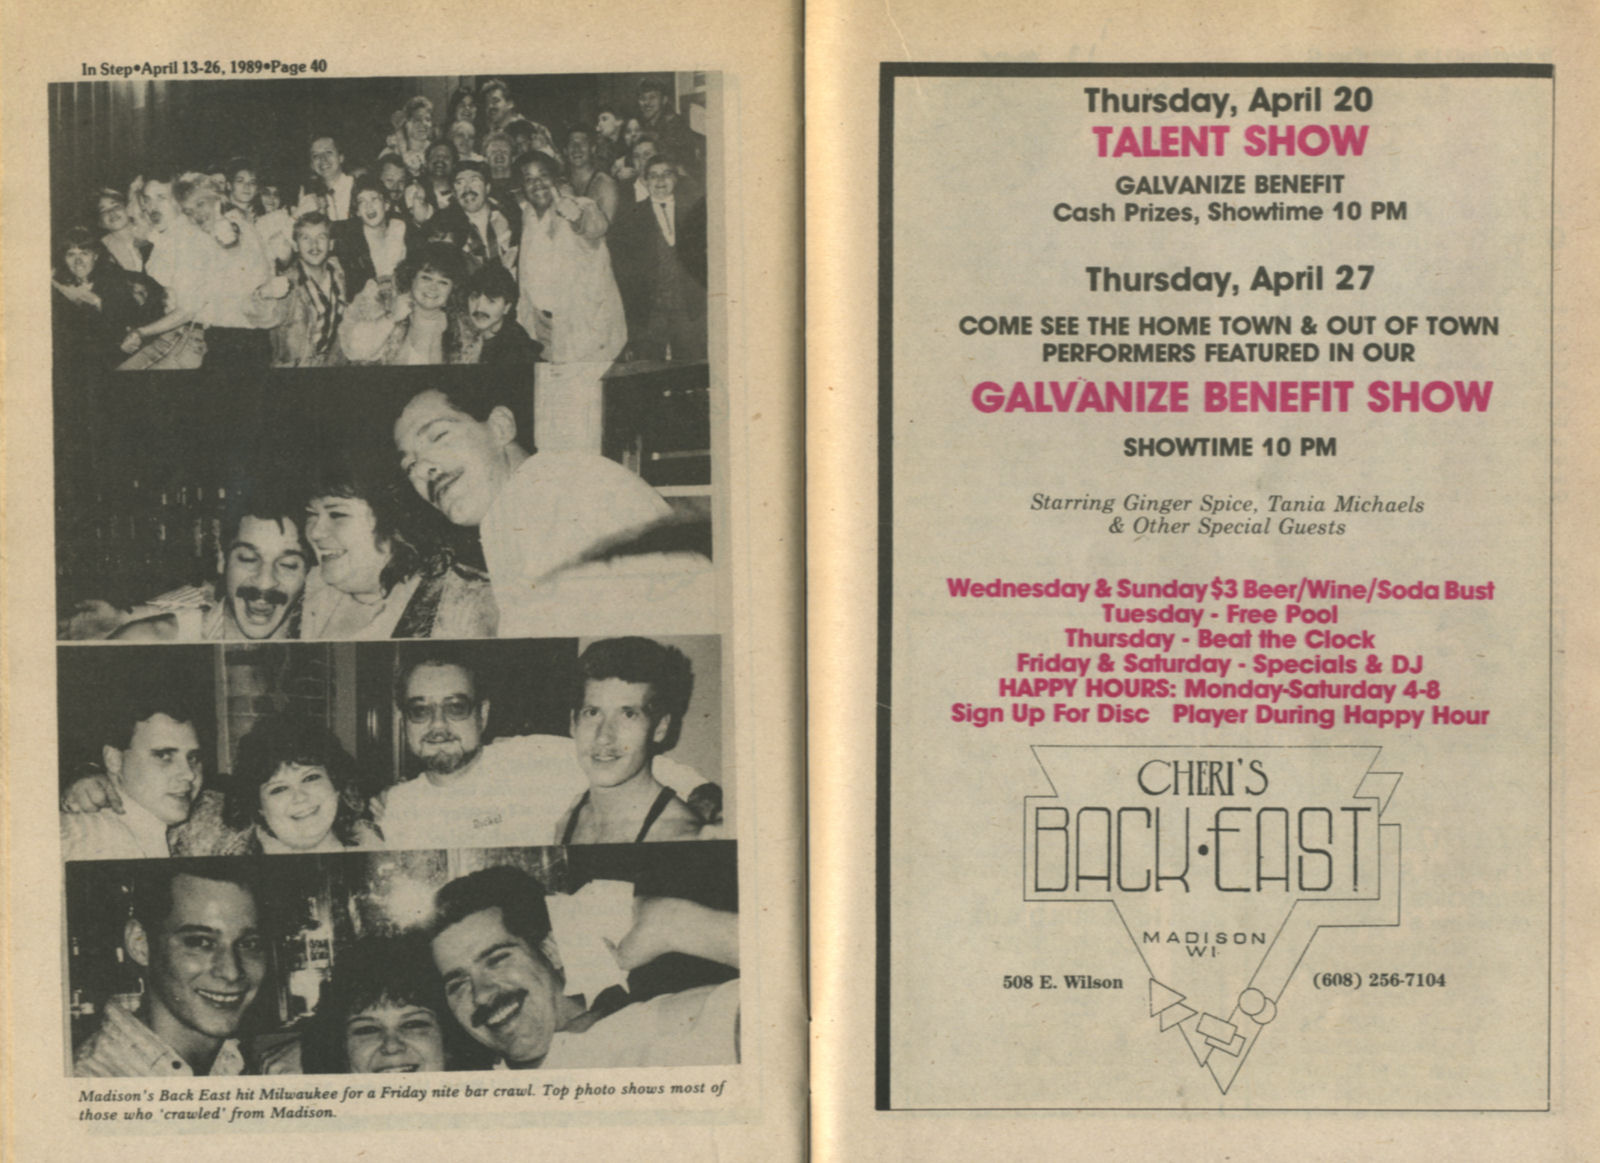 In Step•April 13-26, 1989•Page 40
Dickel
Madison's Back East hit Milwaukee for a Friday nite bar crawl. Top photo shows most of
those who 'crawled' from Madison.
Thursday, April 20
TALENT SHOW
GALVANIZE BENEFIT
Cash Prizes, Showtime 10 PM
Thursday, April 27
COME SEE THE HOME TOWN & OUT OF TOWN
PERFORMERS FEATURED IN OUR
GALVANIZE BENEFIT SHOW
SHOWTIME 10 PM
Starring Ginger Spice, Tania Michaels
& Other Special Guests
Wednesday & Sunday $3 Beer/Wine/Soda Bust
Tuesday - Free Pool
Thursday - Beat the Clock
Friday & Saturday - Specials & DJ
HAPPY HOURS: Monday-Saturday 4-8
Sign Up For Disc Player During Happy Hour
CHERI'S
BACK•EAST
MADISON
WI
508 E. Wilson
(608) 256-7104